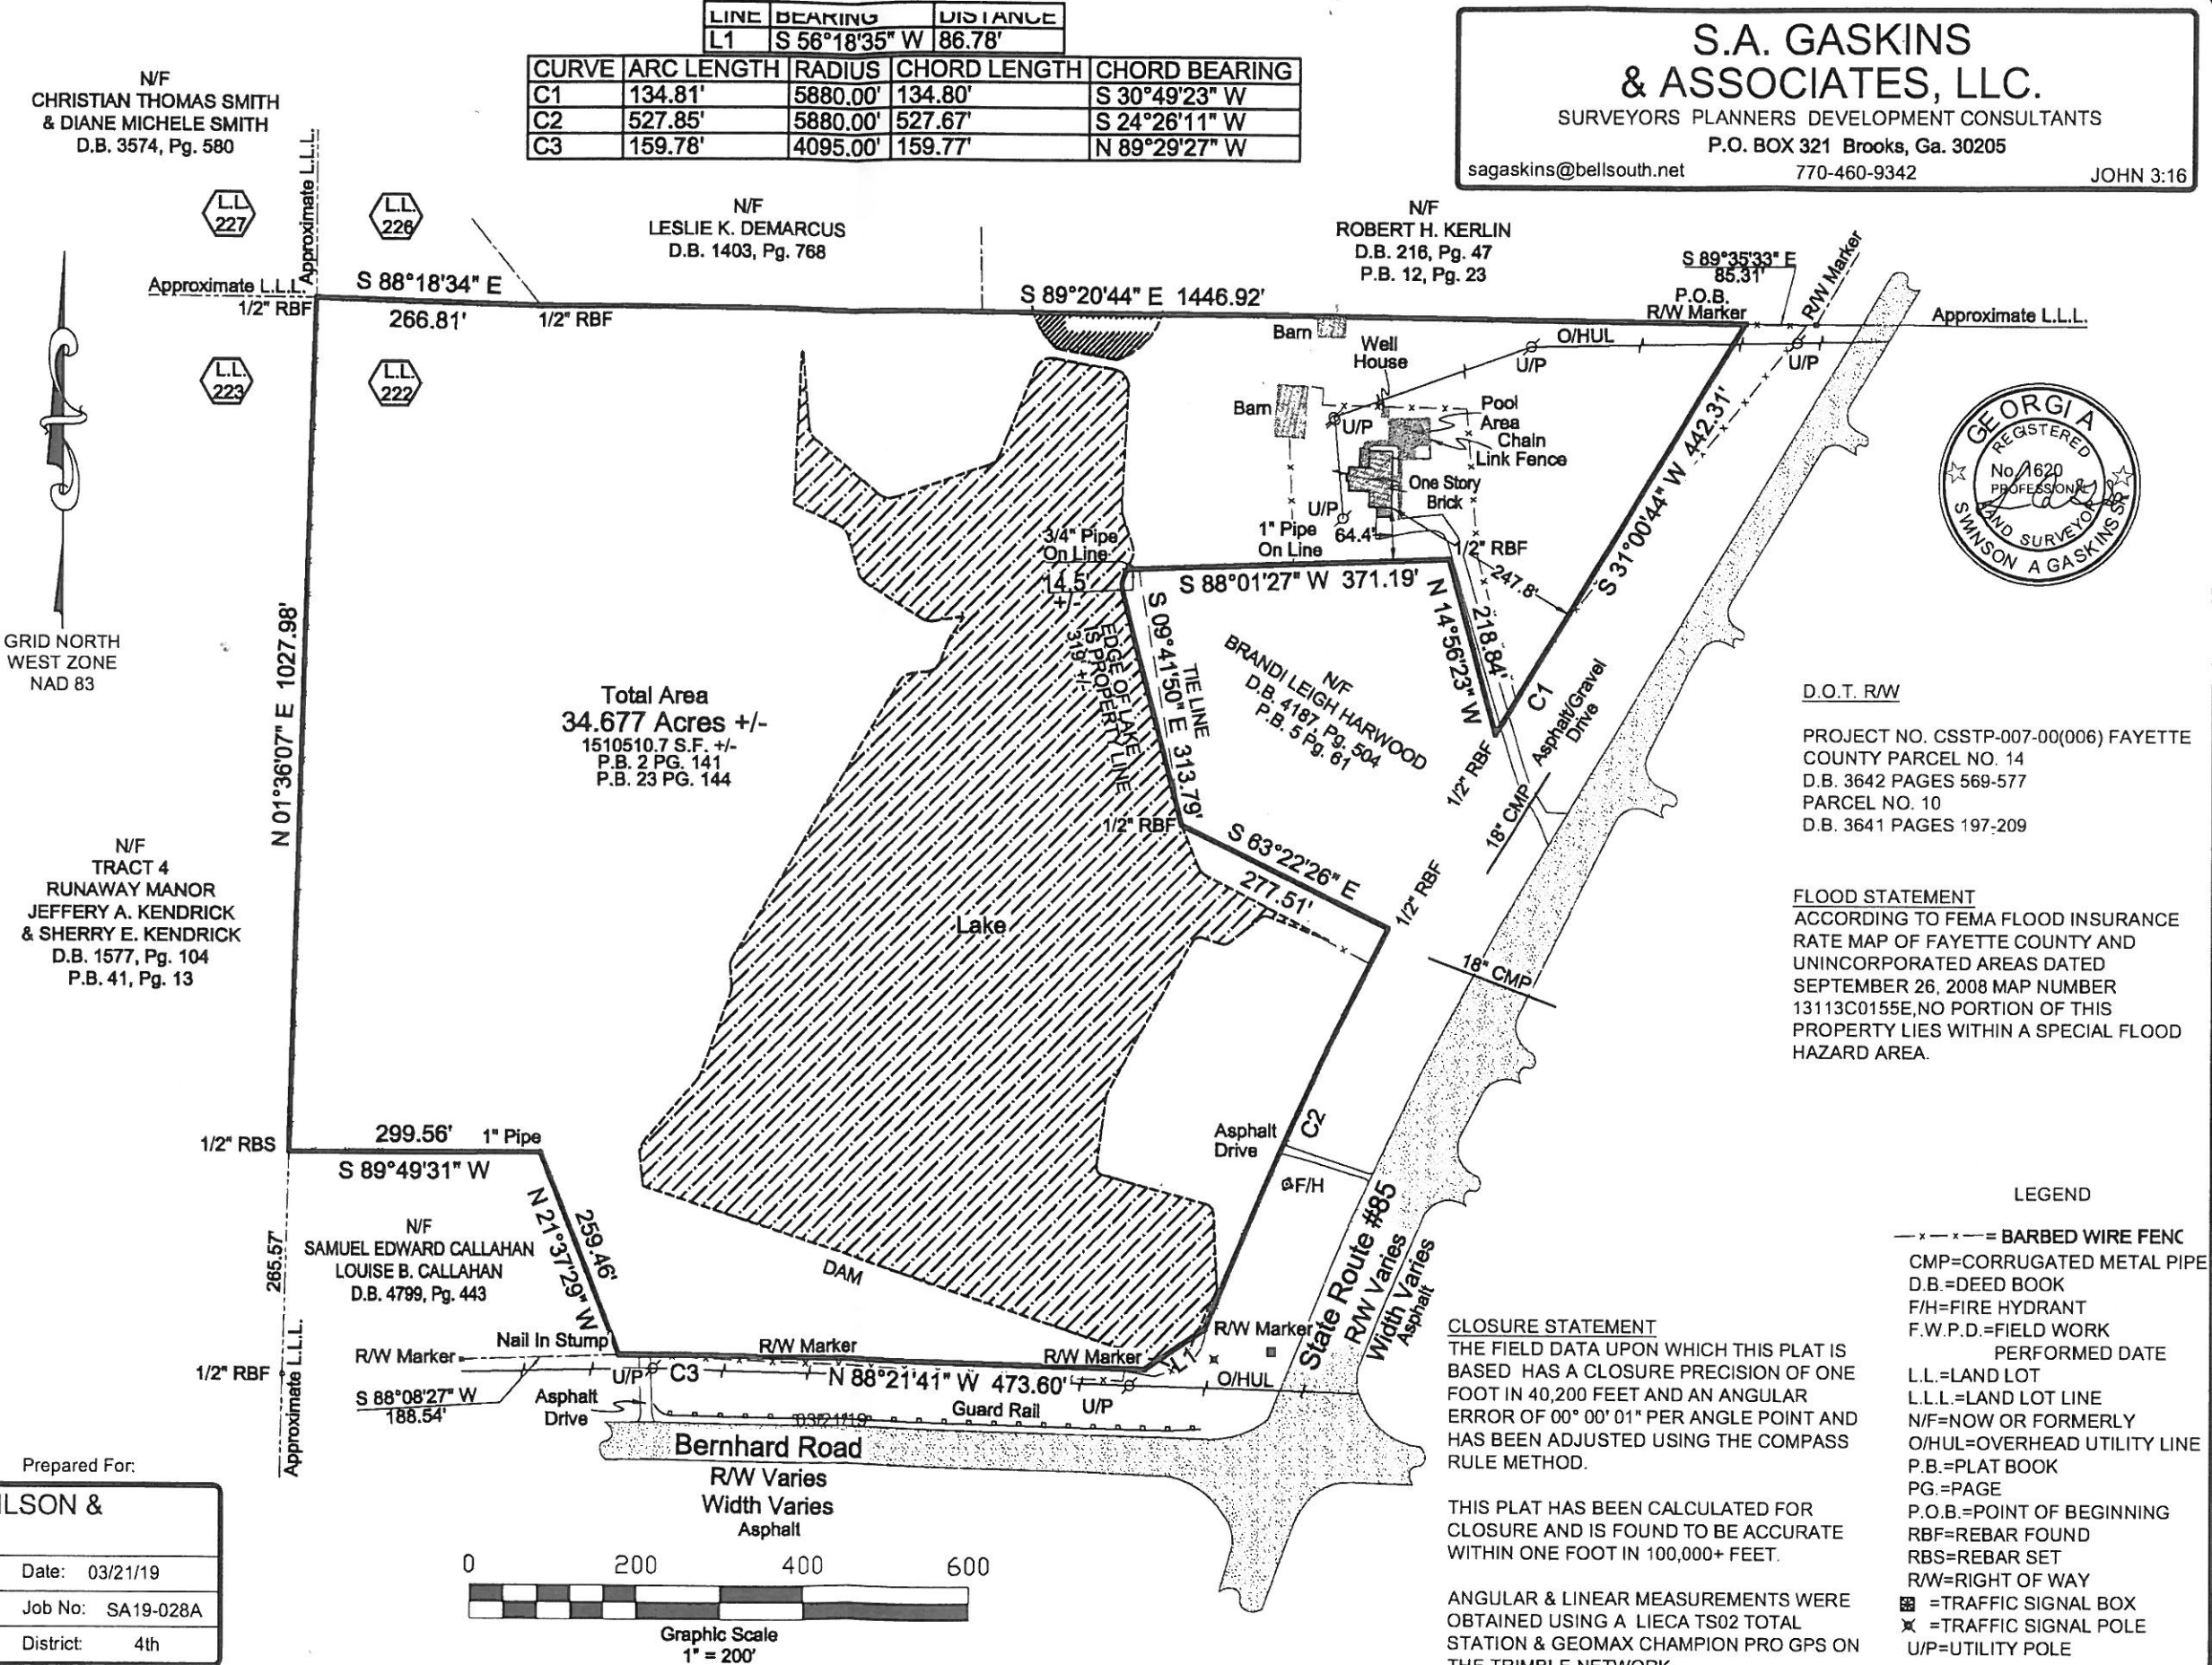 LINE BEARING DISTANCE
L1 S 56°18'35" W 86.78'
CURVE ARC LENGTH RADIUS CHORD LENGTH CHORD BEARING
C1 134.81' 5880.00' 134.80' S 30°49'23" W
C2 527.85' 5880.00' 527.67' S 24°26'11" W
C3 159.78' 4095.00' 159.77' N 89°29'27" W
S.A. GASKINS
& ASSOCIATES, LLC.
SURVEYORS PLANNERS DEVELOPMENT CONSULTANTS
P.O. BOX 321 Brooks, Ga. 30205
sagaskins@bellsouth.net 770-460-9342 JOHN 3:16
N/F
CHRISTIAN THOMAS SMITH
& DIANE MICHELE SMITH
D.B. 3574, Pg. 580
Approximate L.L.L.
L.L.
227
L.L.
226
N/F
LESLIE K. DEMARCUS
D.B. 1403, Pg. 768
N/F
ROBERT H. KERLIN
D.B. 216, Pg. 47
P.B. 12, Pg. 23
S 89°35'33" E
85.31'
R/W Marker
Approximate L.L.L.
1/2" RBF
S 88°18'34" E
266.81'
1/2" RBF
S 89°20'44" E 1446.92'
P.O.B.
R/W Marker
Approximate L.L.L.
L.L.
223
L.L.
222
Barn
Well
House
O/HUL
U/P
U/P
Barn
U/P
Pool
Area
Chain
Link Fence
One Story
Brick
U/P
64.4'
1" Pipe
On Line
3/4" Pipe
On Line
14.5'
+ -
1/2" RBF
247.8'
S 31°00'44" W 442.31'
GEORGIA
REGISTERED
No. 1620
PROFESSIONAL
LAND SURVEYOR
SWINSON A GASKINS SR
GRID NORTH
WEST ZONE
NAD 83
N 01°36'07" E 1027.98'
Total Area
34.677 Acres +/-
1510510.7 S.F. +/-
P.B. 2 PG. 141
P.B. 23 PG. 144
S 88°01'27" W 371.19'
N 14°56'23" W
218.84'
S 09°41'50" E 313.79'
TIE LINE
EDGE OF LAKE
IS PROPERTY LINE
319' +/-
N/F
BRANDI LEIGH HARWOOD
D.B. 4187, Pg. 504
P.B. 5 Pg. 61
C1
Asphalt/Gravel
Drive
1/2" RBF
18" CMP
1/2" RBF
S 63°22'26" E
277.51'
1/2" RBF
18" CMP
D.O.T. R/W
PROJECT NO. CSSTP-007-00(006) FAYETTE
COUNTY PARCEL NO. 14
D.B. 3642 PAGES 569-577
PARCEL NO. 10
D.B. 3641 PAGES 197-209
FLOOD STATEMENT
ACCORDING TO FEMA FLOOD INSURANCE
RATE MAP OF FAYETTE COUNTY AND
UNINCORPORATED AREAS DATED
SEPTEMBER 26, 2008 MAP NUMBER
13113C0155E,NO PORTION OF THIS
PROPERTY LIES WITHIN A SPECIAL FLOOD
HAZARD AREA.
N/F
TRACT 4
RUNAWAY MANOR
JEFFERY A. KENDRICK
& SHERRY E. KENDRICK
D.B. 1577, Pg. 104
P.B. 41, Pg. 13
Lake
C2
Asphalt
Drive
F/H
State Route #85
R/W Varies
Width Varies
Asphalt
1/2" RBS
299.56'
1" Pipe
S 89°49'31" W
N 21°37'29" W
259.46'
265.57'
N/F
SAMUEL EDWARD CALLAHAN
LOUISE B. CALLAHAN
D.B. 4799, Pg. 443
DAM
Nail In Stump
R/W Marker
R/W Marker
R/W Marker
R/W Marker
1/2" RBF
Approximate L.L.L.
S 88°08'27" W
188.54'
U/P
C3
N 88°21'41" W 473.60'
L1
O/HUL
U/P
Asphalt
Drive
03/21/19
Guard Rail
Bernhard Road
R/W Varies
Width Varies
Asphalt
Prepared For:
ILSON &
Date: 03/21/19
Job No: SA19-028A
District: 4th
0 200 400 600
Graphic Scale
1" = 200'
CLOSURE STATEMENT
THE FIELD DATA UPON WHICH THIS PLAT IS
BASED HAS A CLOSURE PRECISION OF ONE
FOOT IN 40,200 FEET AND AN ANGULAR
ERROR OF 00° 00' 01" PER ANGLE POINT AND
HAS BEEN ADJUSTED USING THE COMPASS
RULE METHOD.
THIS PLAT HAS BEEN CALCULATED FOR
CLOSURE AND IS FOUND TO BE ACCURATE
WITHIN ONE FOOT IN 100,000+ FEET.
ANGULAR & LINEAR MEASUREMENTS WERE
OBTAINED USING A LIECA TS02 TOTAL
STATION & GEOMAX CHAMPION PRO GPS ON
THE TRIMBLE NETWORK
LEGEND
—x—x—= BARBED WIRE FENC
CMP=CORRUGATED METAL PIPE
D.B.=DEED BOOK
F/H=FIRE HYDRANT
F.W.P.D.=FIELD WORK
PERFORMED DATE
L.L.=LAND LOT
L.L.L.=LAND LOT LINE
N/F=NOW OR FORMERLY
O/HUL=OVERHEAD UTILITY LINE
P.B.=PLAT BOOK
PG.=PAGE
P.O.B.=POINT OF BEGINNING
RBF=REBAR FOUND
RBS=REBAR SET
R/W=RIGHT OF WAY
=TRAFFIC SIGNAL BOX
=TRAFFIC SIGNAL POLE
U/P=UTILITY POLE